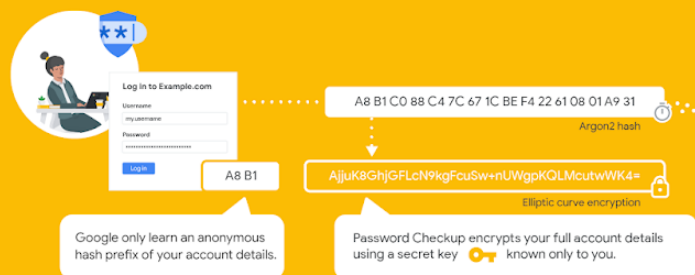 **|
Log In to Example.com
Username
my.username
Password
************************
Log In
A8 B1 C0 88 C4 7C 67 1C BE F4 22 61 08 01 A9 31
Argon2 hash
A8 B1
AjjuK8GhjGFLcN9kgFcuSw+nUWgpKQLMcutwWK4=
Elliptic curve encryption
Google only learn an anonymous
hash prefix of your account details.
Password Checkup encrypts your full account details
using a secret key known only to you.